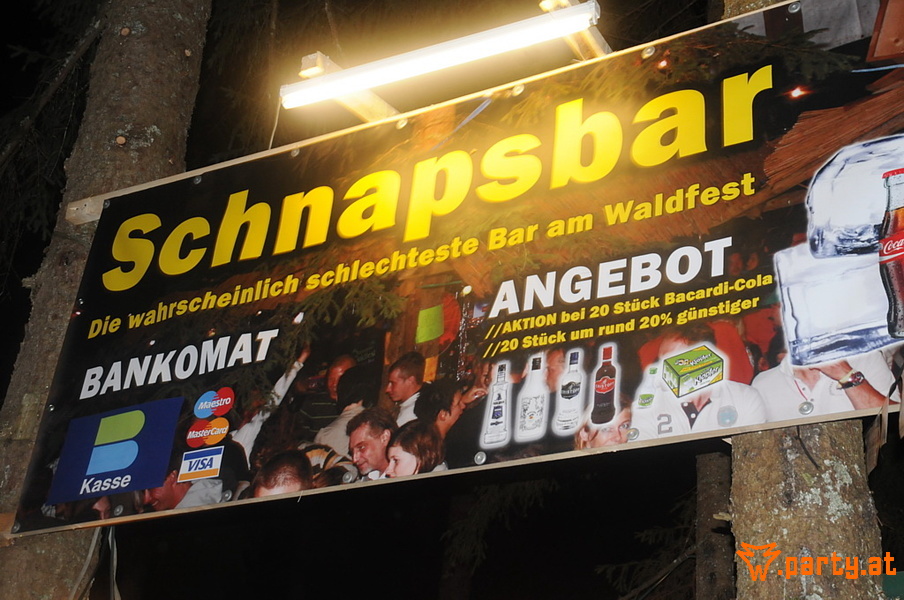 Schnapsbar
Die wahrscheinlich schlechteste Bar am Waldfest
ANGEBOT
//AKTION bei 20 Stück Bacardi-Cola
//20 Stück um rund 20% günstiger
BANKOMAT
B
Kasse
Maestro
MasterCard
VISA
2
Coca
party.at